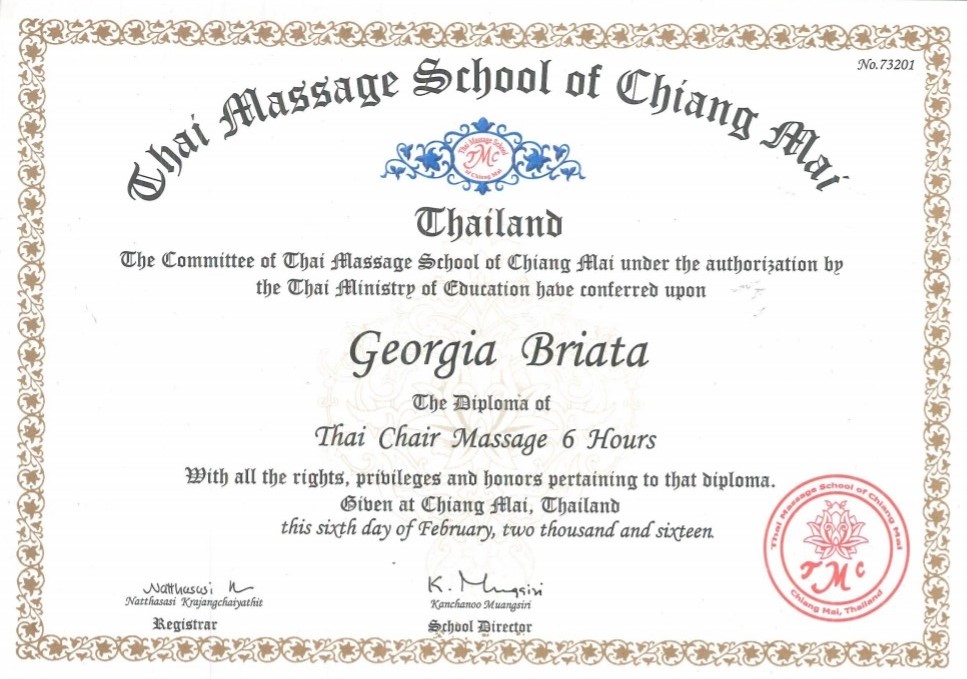 No.73201
Thai Massage School of Chiang Mai
Thai Massage School
TMC
of Chiang Mai
Thailand
The Committee of Thai Massage School of Chiang Mai under the authorization by
the Thai Ministry of Education have conferred upon
Georgia Briata
The Diploma of
Thai Chair Massage 6 Hours
With all the rights, privileges and honors pertaining to that diploma.
Given at Chiang Mai, Thailand
this sixth day of February, two thousand and sixteen.
Thai Massage School of Chiang Mai
TMC
Chiang Mai, Thailand
Natthasasi K
K. Muangsiri
Natthasasi Krajangchaiyathit
Kanchanoo Muangsiri
Registrar
School Director